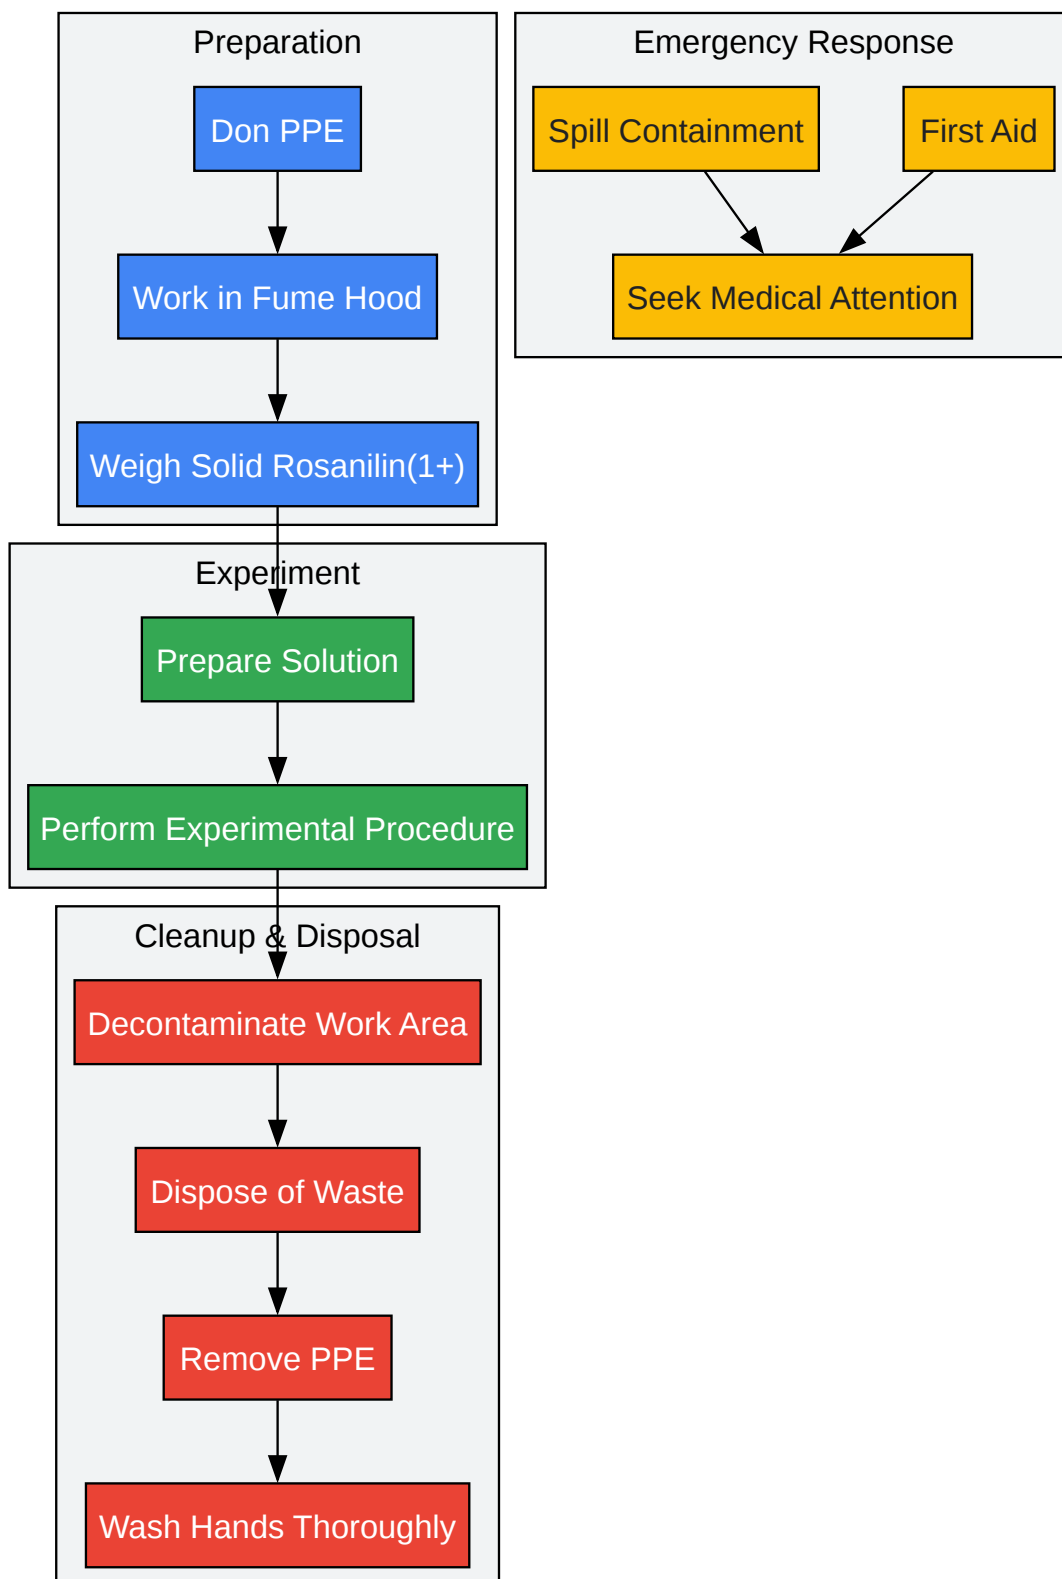 Preparation
Don PPE
Work in Fume Hood
Weigh Solid Rosanilin(1+)
Emergency Response
Spill Containment
First Aid
Seek Medical Attention
Experiment
Prepare Solution
Perform Experimental Procedure
Cleanup & Disposal
Decontaminate Work Area
Dispose of Waste
Remove PPE
Wash Hands Thoroughly